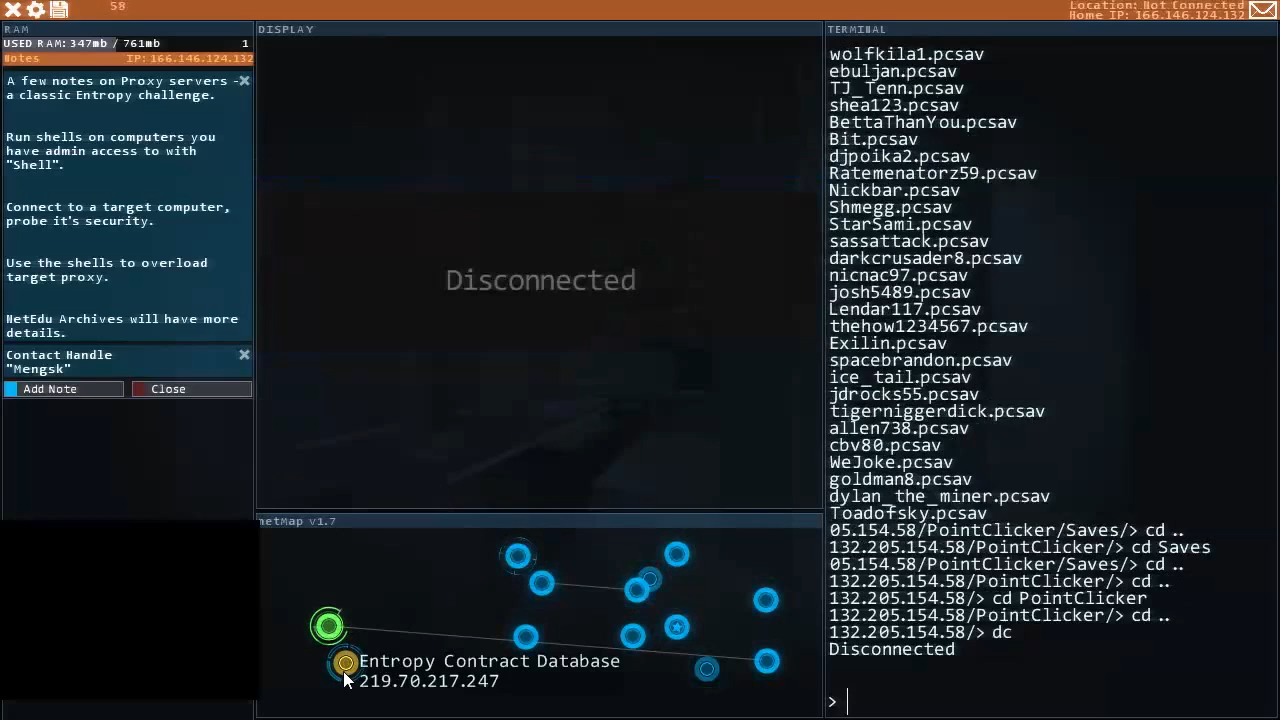 58
Location: Not Connected
Home IP: 166.146.124.132
RAM
USED RAM: 347mb / 761mb 1
Notes IP: 166.146.124.132
A few notes on Proxy servers -
a classic Entropy challenge.
Run shells on computers you
have admin access to with
"Shell".
Connect to a target computer,
probe it's security.
Use the shells to overload
target proxy.
NetEdu Archives will have more
details.
Contact Handle
"Mengsk"
Add Note Close
DISPLAY
Disconnected
netMap v1.7
Entropy Contract Database
219.70.217.247
TERMINAL
wolfkila1.pcsav
ebuljan.pcsav
TJ_Tenn.pcsav
shea123.pcsav
BettaThanYou.pcsav
Bit.pcsav
djpoika2.pcsav
Ratemenatorz59.pcsav
Nickbar.pcsav
Shmegg.pcsav
StarSami.pcsav
sassattack.pcsav
darkcrusader8.pcsav
nicnac97.pcsav
josh5489.pcsav
Lendar117.pcsav
thehow1234567.pcsav
Exilin.pcsav
spacebrandon.pcsav
ice_tail.pcsav
jdrocks55.pcsav
tigerniggerdick.pcsav
allen738.pcsav
cbv80.pcsav
WeJoke.pcsav
goldman8.pcsav
dylan_the_miner.pcsav
Toadofsky.pcsav
05.154.58/PointClicker/Saves/> cd ..
132.205.154.58/PointClicker/> cd Saves
05.154.58/PointClicker/Saves/> cd ..
132.205.154.58/PointClicker/> cd ..
132.205.154.58/> cd PointClicker
132.205.154.58/PointClicker/> cd ..
132.205.154.58/> dc
Disconnected
>